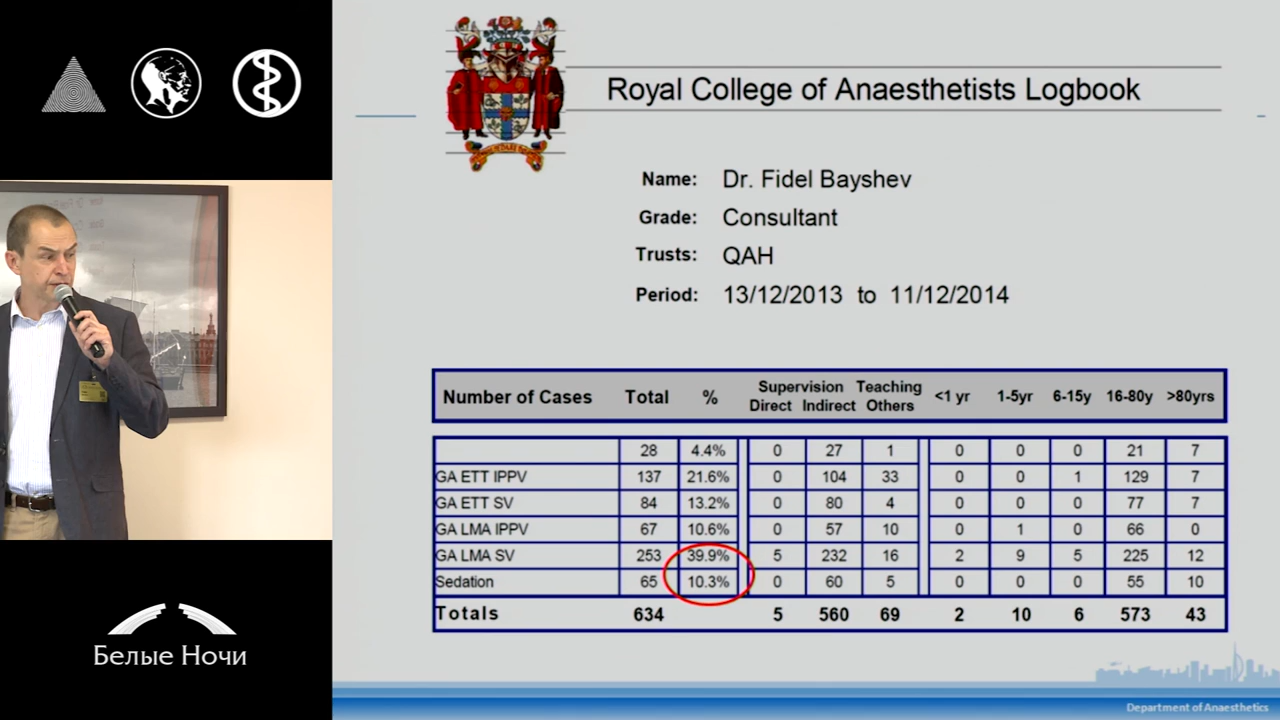 Royal College of Anaesthetists Logbook
Name: Dr. Fidel Bayshev
Grade: Consultant
Trusts: QAH
Period: 13/12/2013 to 11/12/2014
Number of Cases Total % Supervision Direct Indirect Teaching Others <1 yr 1-5yr 6-15y 16-80y >80yrs
28 4.4% 0 27 1 0 0 0 21 7
GA ETT IPPV 137 21.6% 0 104 33 0 0 1 129 7
GA ETT SV 84 13.2% 0 80 4 0 0 0 77 7
GA LMA IPPV 67 10.6% 0 57 10 0 1 0 66 0
GA LMA SV 253 39.9% 5 232 16 2 9 5 225 12
Sedation 65 10.3% 0 60 5 0 0 0 55 10
Totals 634 5 560 69 2 10 6 573 43
Белые Ночи
Department of Anaesthetics